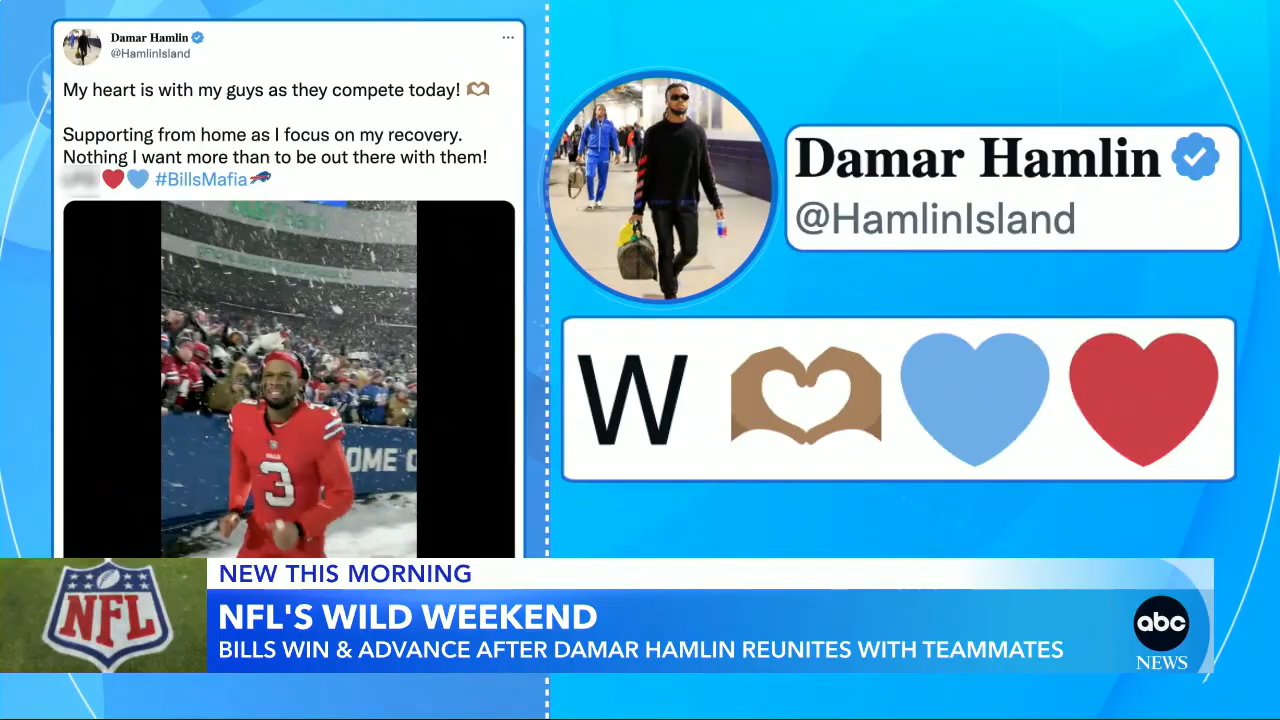 Damar Hamlin
@HamlinIsland
My heart is with my guys as they compete today!
Supporting from home as I focus on my recovery.
Nothing I want more than to be out there with them!
#BillsMafia
BILLS
3
OME
Damar Hamlin
@HamlinIsland
W
NFL
NEW THIS MORNING
NFL'S WILD WEEKEND
BILLS WIN & ADVANCE AFTER DAMAR HAMLIN REUNITES WITH TEAMMATES
abc
NEWS